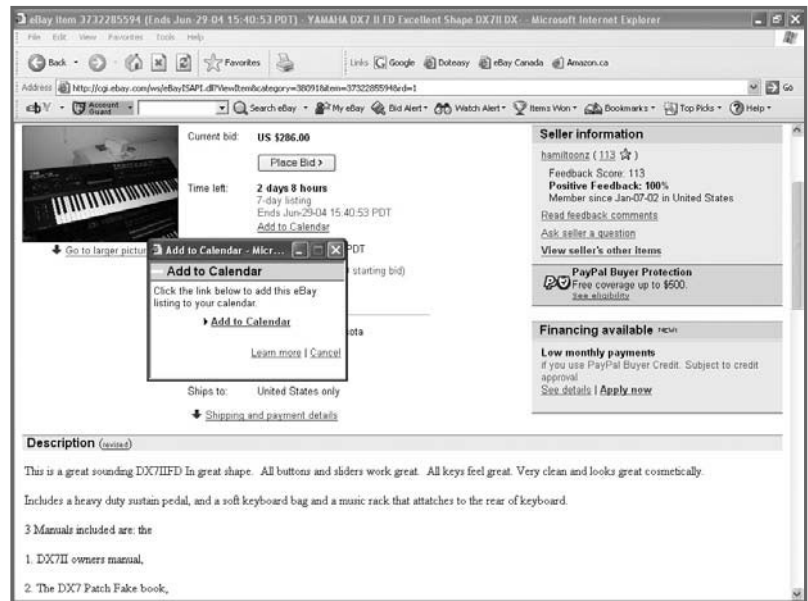 eBay item 3732285594 (Ends Jun-29-04 15:40:53 PDT) - YAMAHA DX7 II FD Excellent Shape DX7II DX- - Microsoft Internet Explorer
File Edit View Favorites Tools Help
Back Favorites Links Google Doteasy eBay Canada Amazon.ca
Address http://cgi.ebay.com/ws/eBayISAPI.dll?ViewItem&category=38091&item=3732285594&rd=1 Go
ebY Account Guard Search eBay My eBay Bid Alert Watch Alert Items Won Bookmarks Top Picks Help
Current bid: US $286.00
Place Bid >
Time left: 2 days 8 hours
7-day listing
Ends Jun-29-04 15:40:53 PDT
Add to Calendar
Go to larger pictur
PDT
starting bid)
ota
Add to Calendar - Micr...
Add to Calendar
Click the link below to add this eBay
listing to your calendar.
Add to Calendar
Learn more | Cancel
Ships to: United States only
Shipping and payment details
Seller information
hamiltoonz ( 113 )
Feedback Score: 113
Positive Feedback: 100%
Member since Jan-07-02 in United States
Read feedback comments
Ask seller a question
View seller's other items
PayPal Buyer Protection
Free coverage up to $500.
See eligibility
Financing available NEW!
Low monthly payments
if you use PayPal Buyer Credit. Subject to credit
approval
See details | Apply now
Description (revised)
This is a great sounding DX7IIFD In great shape. All buttons and sliders work great. All keys feel great. Very clean and looks great cosmetically.
Includes a heavy duty sustain pedal, and a soft keyboard bag and a music rack that attatches to the rear of keyboard.
3 Manuals included are: the
1. DX7II owners manual,
2. The DX7 Patch Fake book,